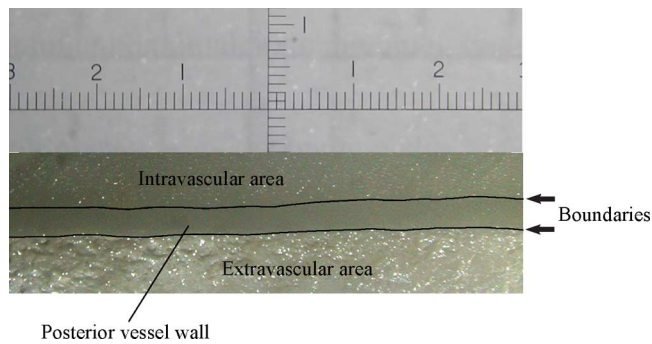 1
3 2 1 1 2 3
Intravascular area
Boundaries
Extravascular area
Posterior vessel wall